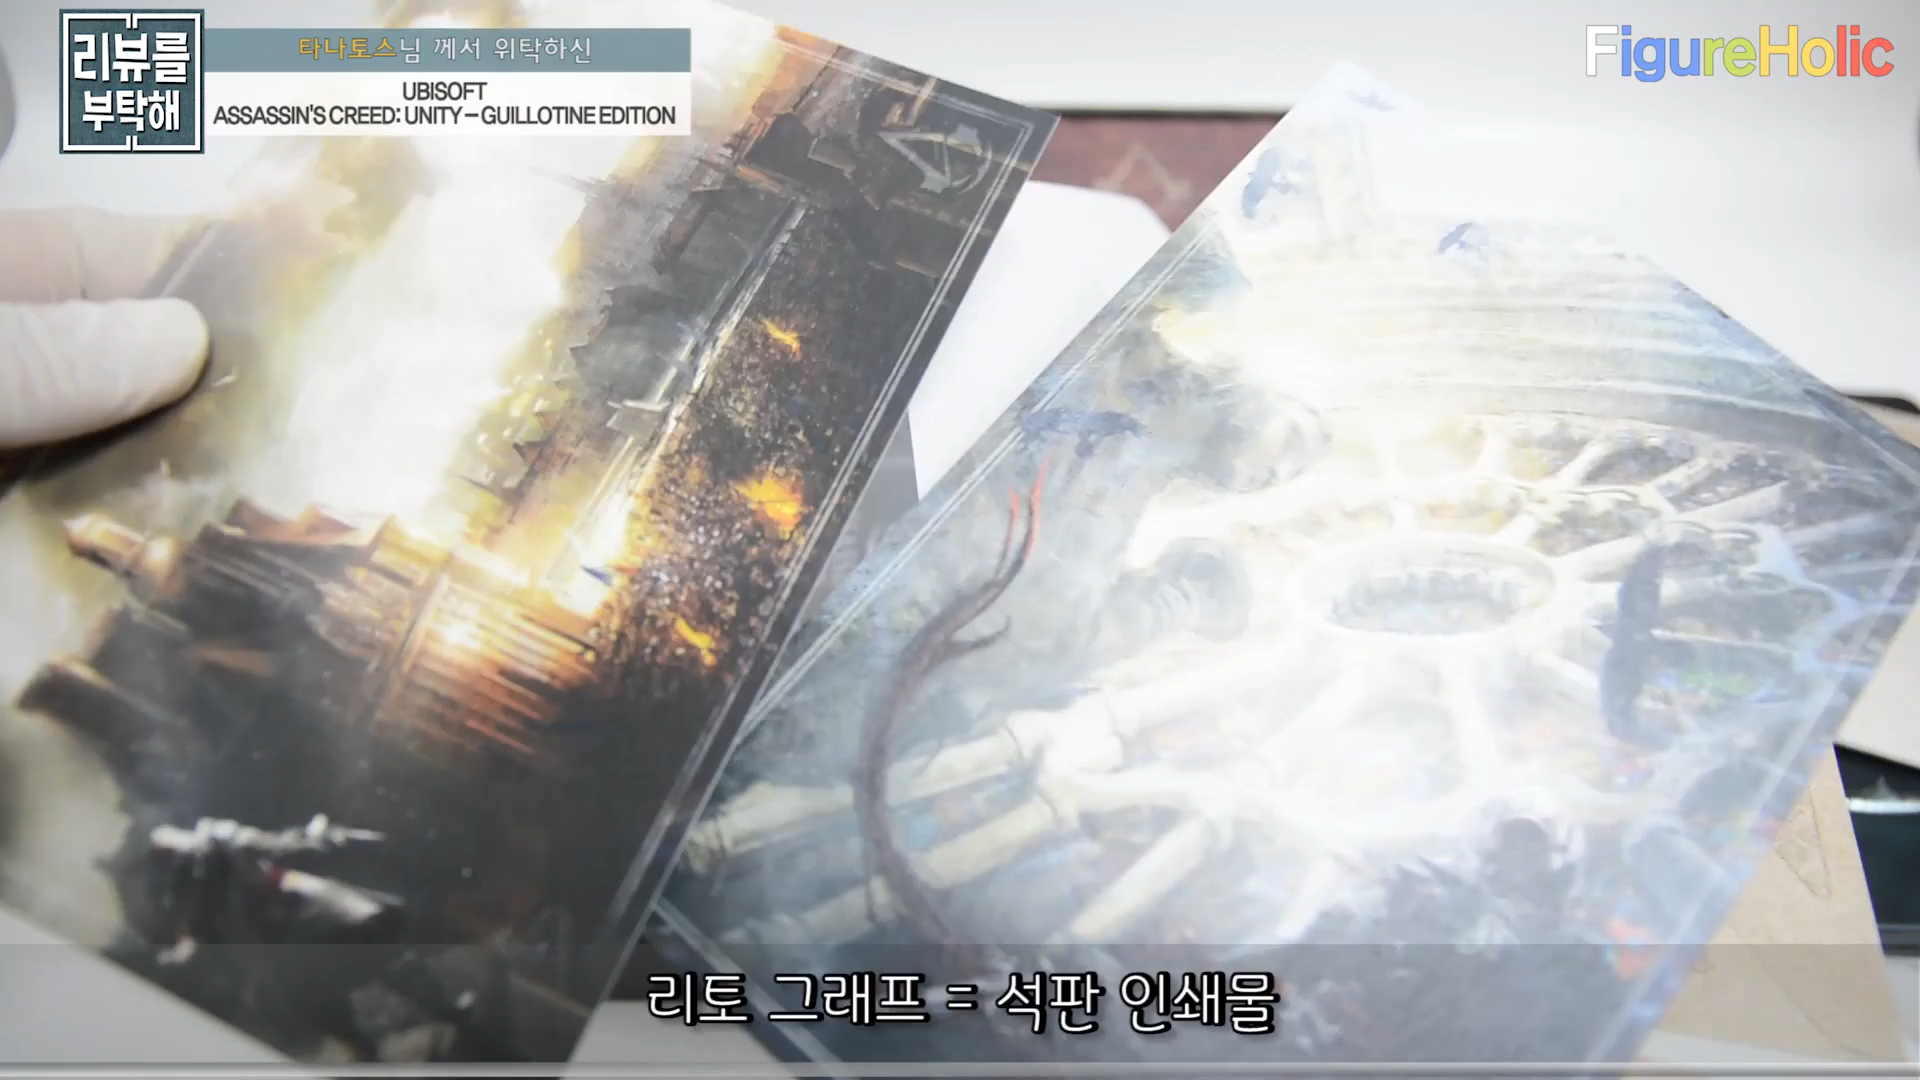 리뷰를
부탁해
타나토스님 께서 위탁하신
UBISOFT
ASSASSIN'S CREED: UNITY – GUILLOTINE EDITION
FigureHolic
리토 그래프 = 석판 인쇄물